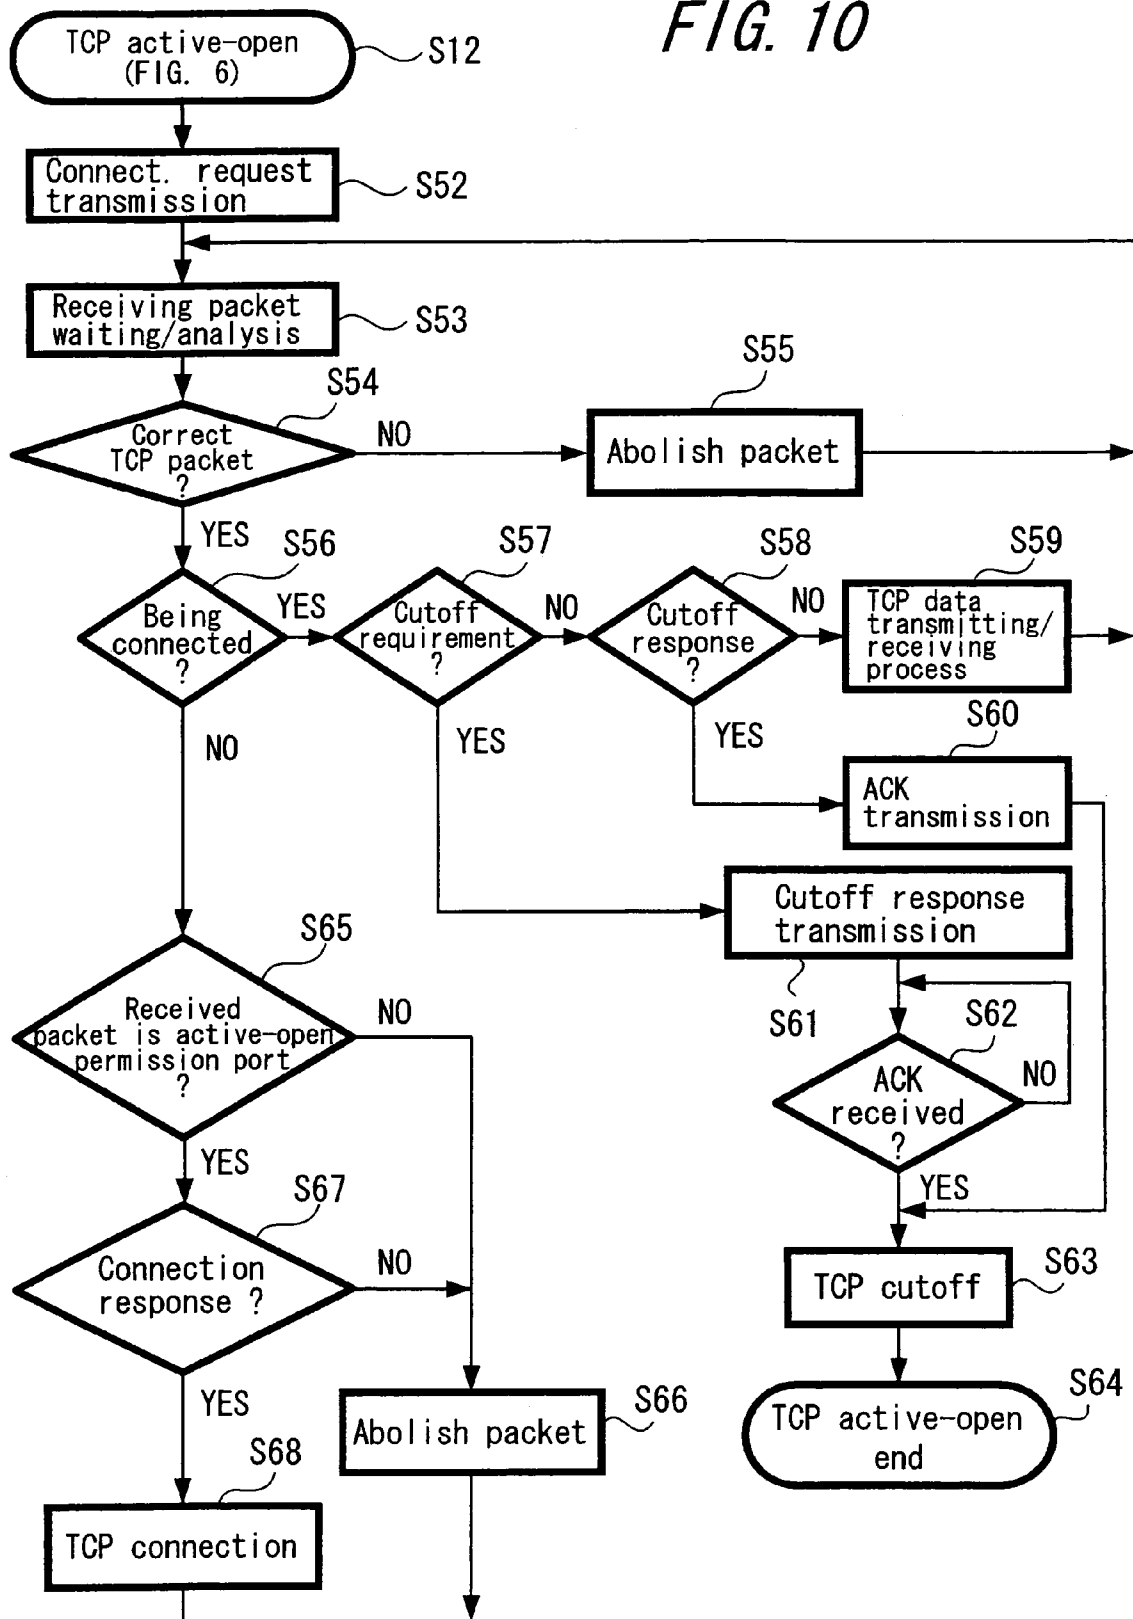 FIG. 10
TCP active-open
(FIG. 6)
S12
Connect. request
transmission
S52
Receiving packet
waiting/analysis
S53
S54
Correct
TCP packet
?
NO
S55
Abolish packet
YES
S56
Being
connected
?
YES
S57
Cutoff
requirement
?
NO
S58
Cutoff
response
?
NO
S59
TCP data
transmitting/
receiving
process
NO
YES
YES
S60
ACK
transmission
Cutoff response
transmission
S61
S62
ACK
received
?
NO
YES
S65
Received
packet is active-open
permission port
?
NO
YES
S67
Connection
response ?
NO
YES
S63
TCP cutoff
S64
TCP active-open
end
S66
Abolish packet
S68
TCP connection